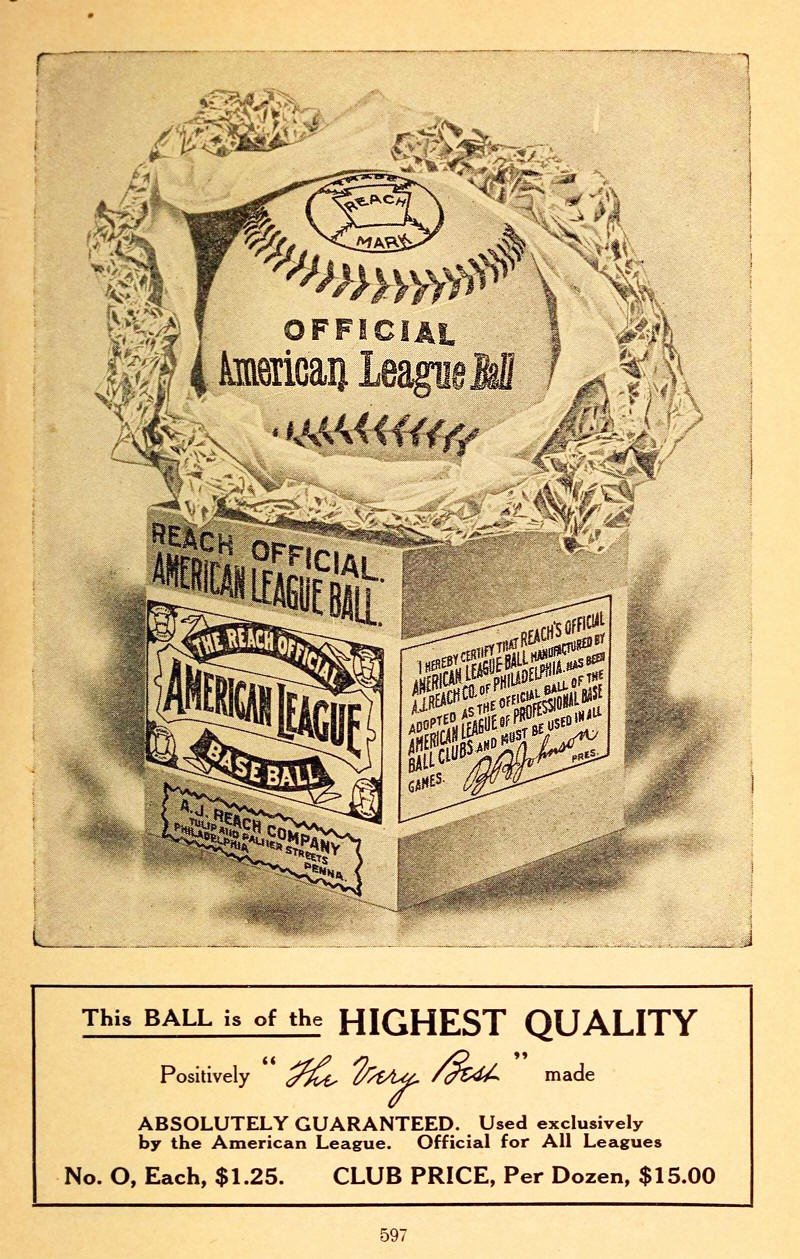 TRADE
REACH
MARK
OFFICIAL
American League Ball
REACH OFFICIAL.
AMERICAN LEAGUE BALL.
THE REACH OFFICIAL
AMERICAN LEAGUE
BASE BALL
A.J. REACH COMPANY
TULIP AND PALMER STREETS
PHILADELPHIA
PENNA.
I HEREBY CERTIFY THAT REACH'S OFFICIAL
AMERICAN LEAGUE BALL MANUFACTURED BY
A.J. REACH CO. OF PHILADELPHIA. HAS BEEN
ADOPTED AS THE OFFICIAL BALL OF THE
AMERICAN LEAGUE OF PROFESSIONAL BASE
BALL CLUBS AND MUST BE USED IN ALL
GAMES. B B Johnson PRES.
This BALL is of the HIGHEST QUALITY
Positively "The Very Best" made
ABSOLUTELY GUARANTEED. Used exclusively
by the American League. Official for All Leagues
No. O, Each, $1.25. CLUB PRICE, Per Dozen, $15.00
597